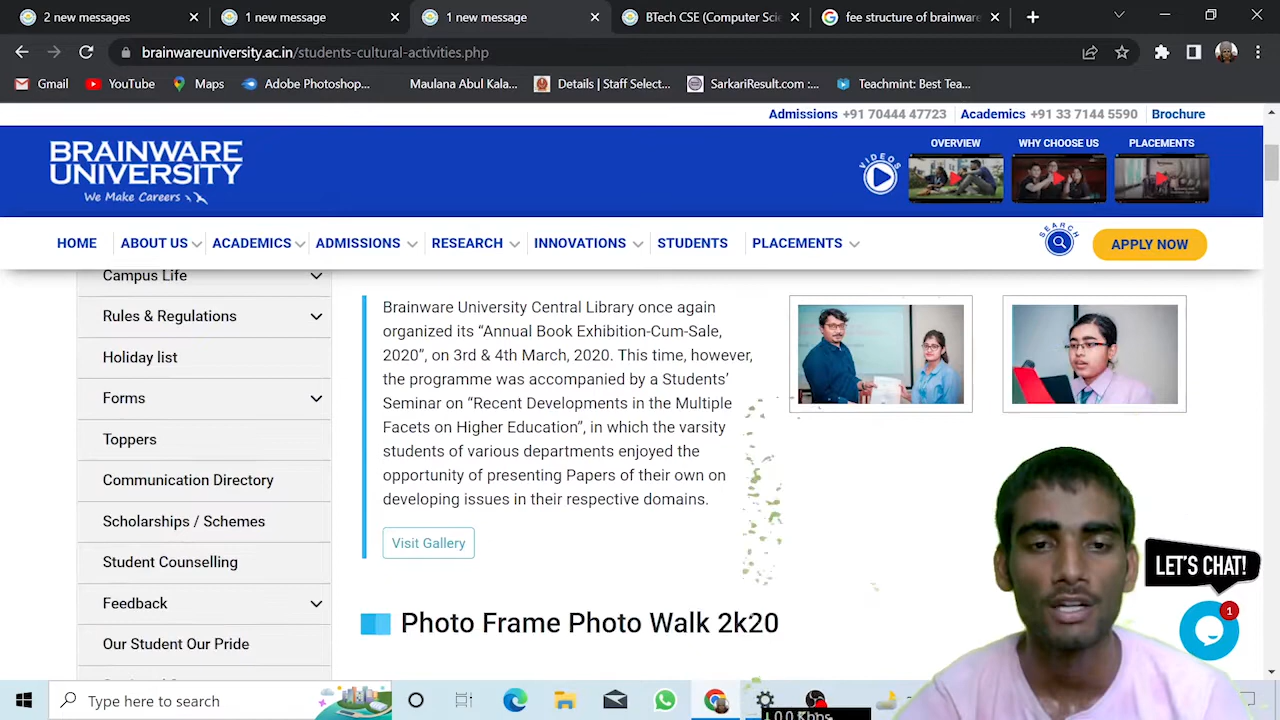 2 new message
1 new message
1 new message
BTech CSE (Computer Scie
fee structure of brainware
brainwareuniversity.ac.in/students-cultural-activities.php
Gmail
YouTube
Maps
Adobe Photoshop...
Maulana Abul Kala...
Details | Staff Select...
SarkariResult.com :...
Teachmint: Best Tea...
Admissions +91 70444 47723
Academics +91 33 7144 5590
Brochure
BRAINWARE
UNIVERSITY
We Make Careers
VIDEOS
OVERVIEW
WHY CHOOSE US
PLACEMENTS
HOME
ABOUT US
ACADEMICS
ADMISSIONS
RESEARCH
INNOVATIONS
STUDENTS
PLACEMENTS
SEARCH
APPLY NOW
Campus Life
Rules & Regulations
Holiday list
Forms
Toppers
Communication Directory
Scholarships / Schemes
Student Counselling
Feedback
Our Student Our Pride
Brainware University Central Library once again
organized its “Annual Book Exhibition-Cum-Sale,
2020”, on 3rd & 4th March, 2020. This time, however,
the programme was accompanied by a Students’
Seminar on “Recent Developments in the Multiple
Facets on Higher Education”, in which the varsity
students of various departments enjoyed the
opportunity of presenting Papers of their own on
developing issues in their respective domains.
Visit Gallery
Photo Frame Photo Walk 2k20
LET'S CHAT!
1
Type here to search